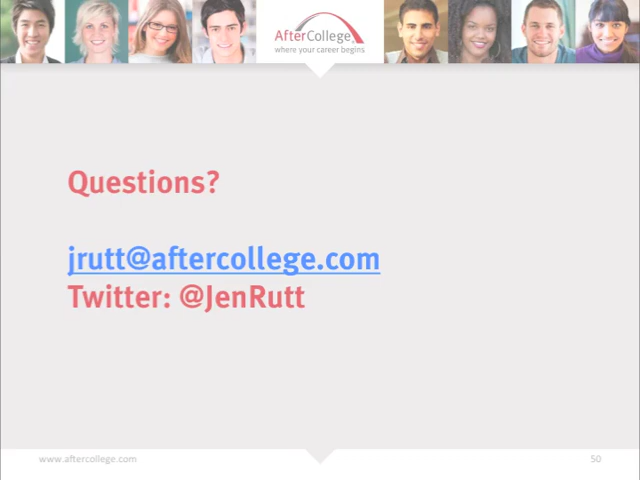 AfterCollege
where your career begins
Questions?
jrutt@aftercollege.com
Twitter: @JenRutt
www.aftercollege.com
50